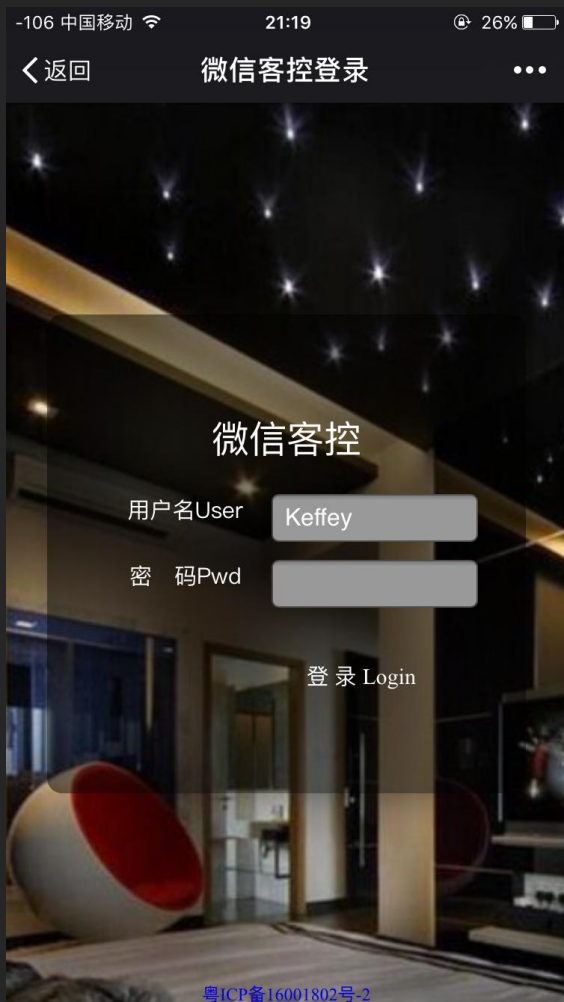 -106 中国移动 21:19 26%
返回 微信客控登录
微信客控
用户名User Keffey
密 码Pwd
登 录 Login
粤ICP备16001802号-2